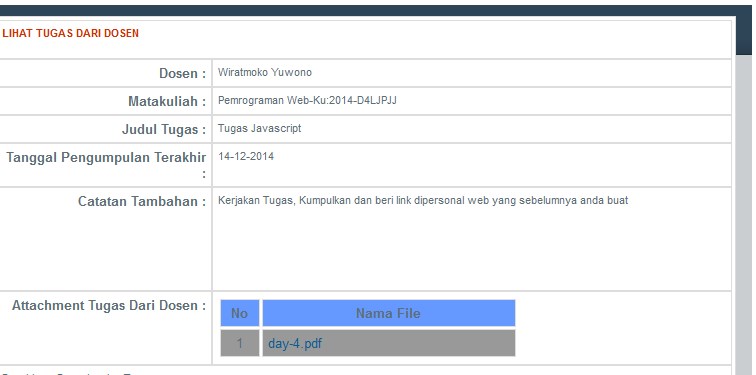 LIHAT TUGAS DARI DOSEN
Dosen : Wiratmoko Yuwono
Matakuliah : Pemrograman Web-Ku:2014-D4LJPJJ
Judul Tugas : Tugas Javascript
Tanggal Pengumpulan Terakhir : 14-12-2014
Catatan Tambahan : Kerjakan Tugas, Kumpulkan dan beri link dipersonal web yang sebelumnya anda buat
Attachment Tugas Dari Dosen :
No Nama File
1 day-4.pdf